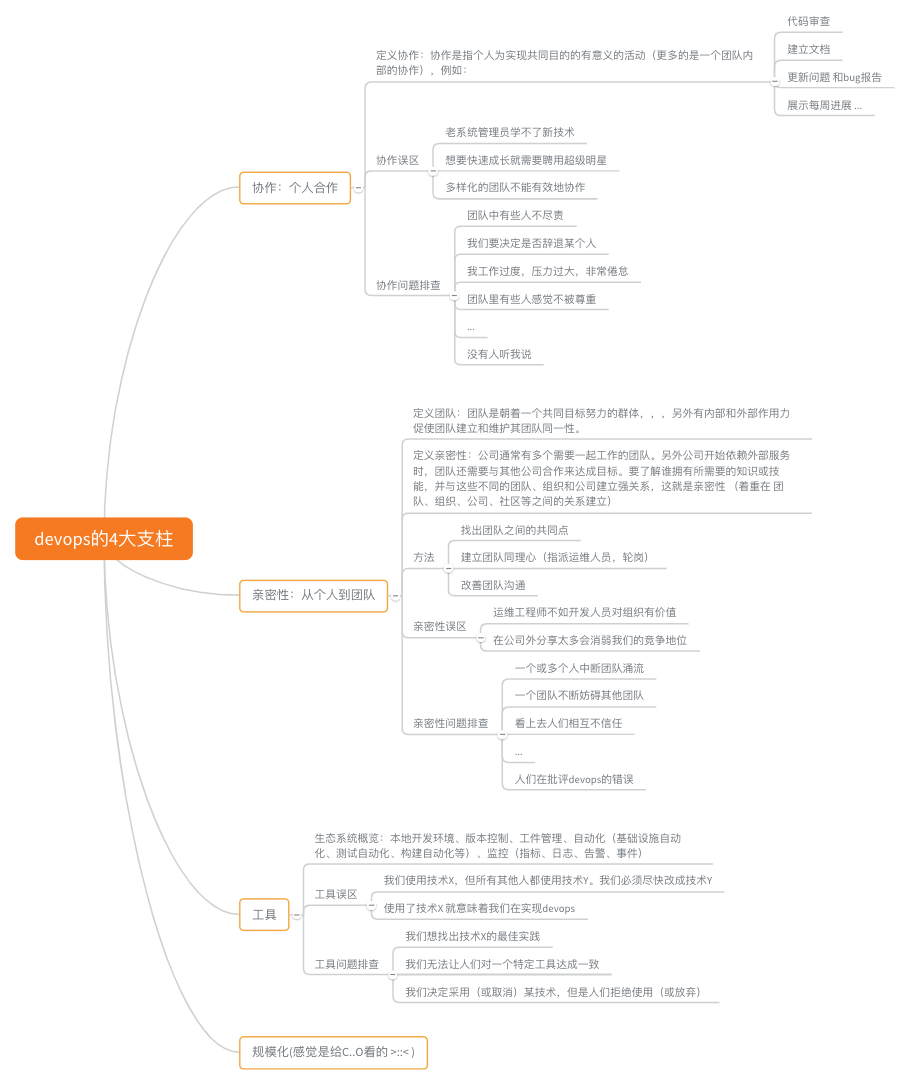 devops的4大支柱
协作：个人合作
定义协作：协作是指个人为实现共同目的的有意义的活动（更多的是一个团队内
部的协作），例如：
代码审查
建立文档
更新问题 和bug报告
展示每周进展 ...
协作误区
老系统管理员学不了新技术
想要快速成长就需要聘用超级明星
多样化的团队不能有效地协作
协作问题排查
团队中有些人不尽责
我们要决定是否辞退某个人
我工作过度，压力过大，非常倦怠
团队里有些人感觉不被尊重
...
没有人听我说
亲密性：从个人到团队
定义团队：团队是朝着一个共同目标努力的群体，，，另外有内部和外部作用力
促使团队建立和维护其团队同一性。
定义亲密性：公司通常有多个需要一起工作的团队。另外公司开始依赖外部服务
时，团队还需要与其他公司合作来达成目标。要了解谁拥有所需要的知识或技
能，并与这些不同的团队、组织和公司建立强关系，这就是亲密性 （着重在 团
队、组织、公司、社区等之间的关系建立）
方法
找出团队之间的共同点
建立团队同理心（指派运维人员，轮岗）
改善团队沟通
亲密性误区
运维工程师不如开发人员对组织有价值
在公司外分享太多会消弱我们的竞争地位
亲密性问题排查
一个或多个人中断团队涌流
一个团队不断妨碍其他团队
看上去人们相互不信任
...
人们在批评devops的错误
工具
生态系统概览：本地开发环境、版本控制、工件管理、自动化（基础设施自动
化、测试自动化、构建自动化等）、监控（指标、日志、告警、事件）
工具误区
我们使用技术X，但所有其他人都使用技术Y。我们必须尽快改成技术Y
使用了技术X 就意味着我们在实现devops
工具问题排查
我们想找出技术X的最佳实践
我们无法让人们对一个特定工具达成一致
我们决定采用（或取消）某技术，但是人们拒绝使用（或放弃）
规模化(感觉是给C..O看的 >::< )